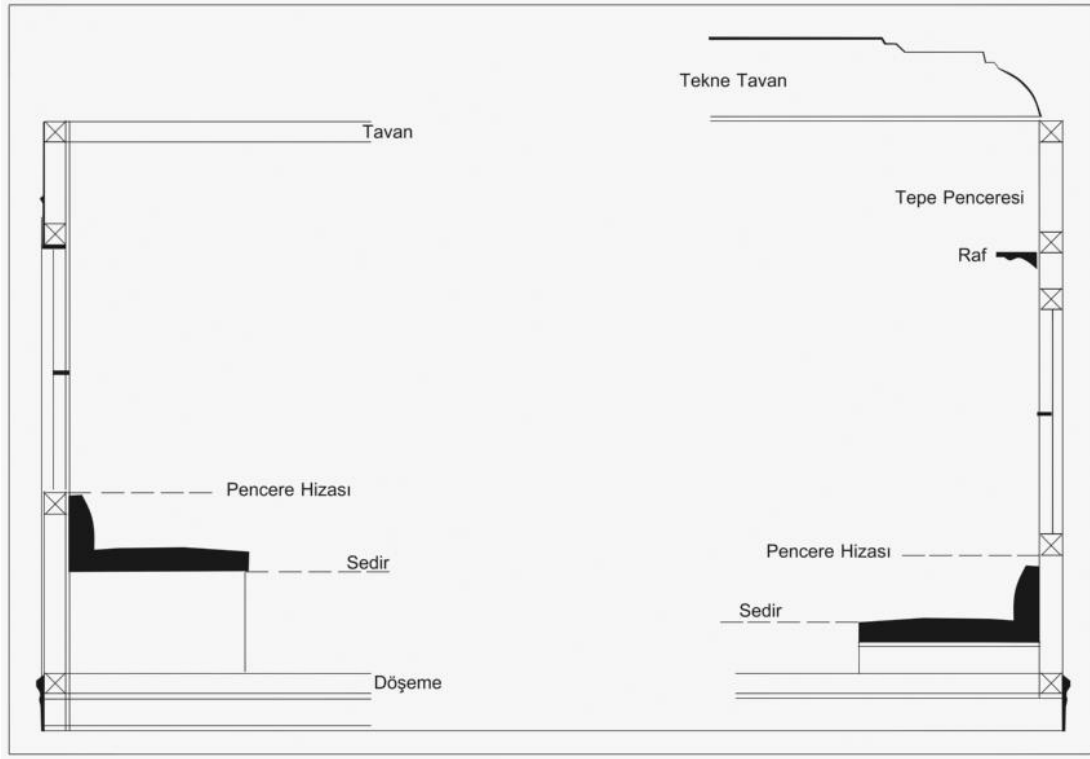 Tekne Tavan
Tavan
Tepe Penceresi
Raf
Pencere Hizası
Pencere Hizası
Sedir
Sedir
Döşeme